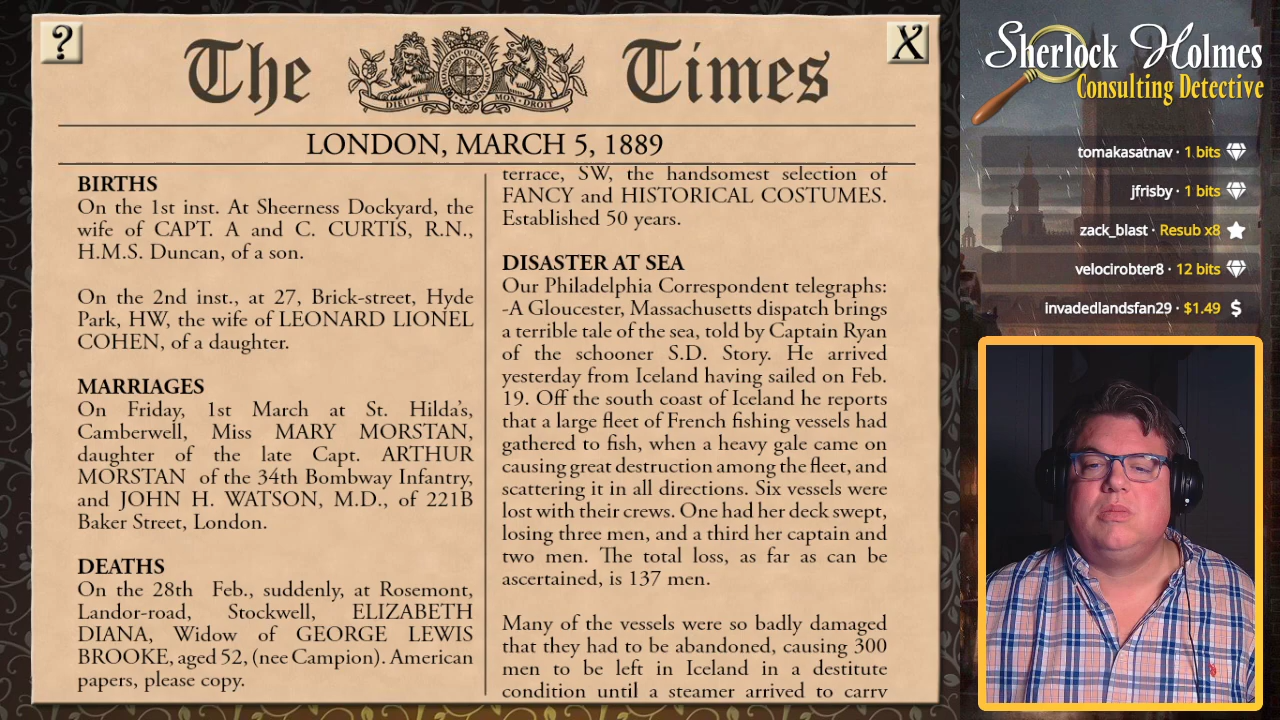 ?
The Times
DIEU · ET MON · DROIT
X
LONDON, MARCH 5, 1889
BIRTHS
On the 1st inst. At Sheerness Dockyard, the
wife of CAPT. A and C. CURTIS, R.N.,
H.M.S. Duncan, of a son.
On the 2nd inst., at 27, Brick-street, Hyde
Park, HW, the wife of LEONARD LIONEL
COHEN, of a daughter.
MARRIAGES
On Friday, 1st March at St. Hilda's,
Camberwell, Miss MARY MORSTAN,
daughter of the late Capt. ARTHUR
MORSTAN of the 34th Bombway Infantry,
and JOHN H. WATSON, M.D., of 221B
Baker Street, London.
DEATHS
On the 28th Feb., suddenly, at Rosemont,
Landor-road, Stockwell, ELIZABETH
DIANA, Widow of GEORGE LEWIS
BROOKE, aged 52, (nee Campion). American
papers, please copy.
terrace, SW, the handsomest selection of
FANCY and HISTORICAL COSTUMES.
Established 50 years.
DISASTER AT SEA
Our Philadelphia Correspondent telegraphs:
-A Gloucester, Massachusetts dispatch brings
a terrible tale of the sea, told by Captain Ryan
of the schooner S.D. Story. He arrived
yesterday from Iceland having sailed on Feb.
19. Off the south coast of Iceland he reports
that a large fleet of French fishing vessels had
gathered to fish, when a heavy gale came on
causing great destruction among the fleet, and
scattering it in all directions. Six vessels were
lost with their crews. One had her deck swept,
losing three men, and a third her captain and
two men. The total loss, as far as can be
ascertained, is 137 men.
Many of the vessels were so badly damaged
that they had to be abandoned, causing 300
men to be left in Iceland in a destitute
condition until a steamer arrived to carry
Sherlock Holmes
Consulting Detective
tomakasatnav · 1 bits
jfrisby · 1 bits
zack_blast · Resub x8
velocirobter8 · 12 bits
invadedlandsfan29 · $1.49 $